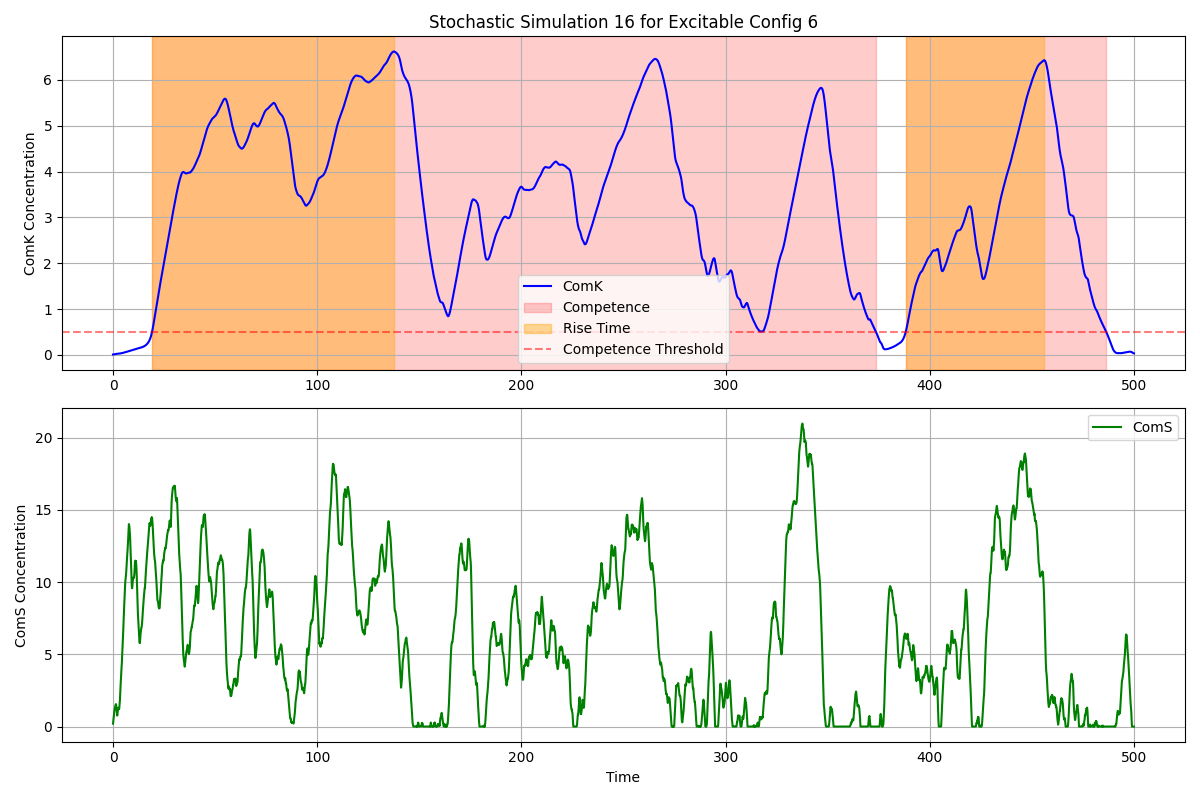 Stochastic Simulation 16 for Excitable Config 6
ComK Concentration
6
5
4
3
2
1
0
ComK
Competence
Rise Time
Competence Threshold
0 100 200 300 400 500
ComS Concentration
20
15
10
5
0
ComS
0 100 200 300 400 500
Time